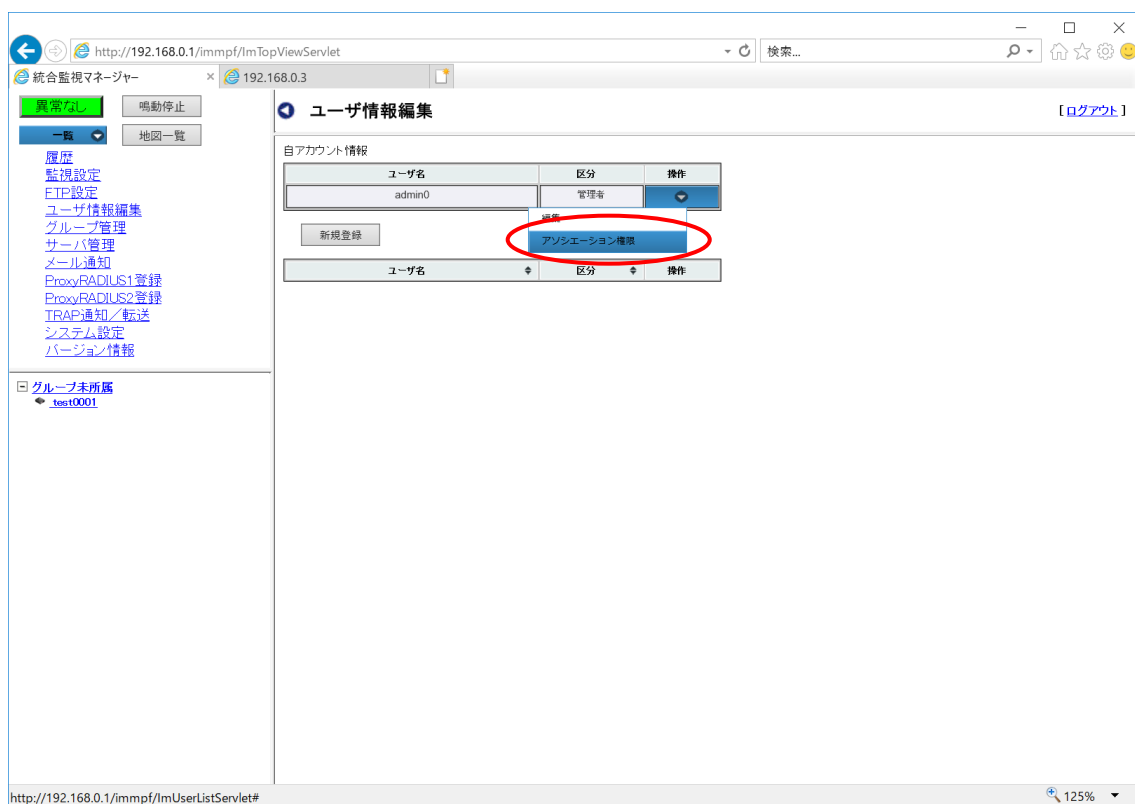 http://192.168.0.1/immpf/ImTopViewServlet
検索...
統合監視マネージャー
192.168.0.3
異常なし
鳴動停止
一覧
地図一覧
履歴
監視設定
FTP設定
ユーザ情報編集
グループ管理
サーバ管理
メール通知
ProxyRADIUS1登録
ProxyRADIUS2登録
TRAP通知／転送
システム設定
バージョン情報
グループ未所属
test0001
ユーザ情報編集
[ログアウト]
自アカウント情報
ユーザ名 区分 操作
admin0 管理者
編集
アソシエーション権限
新規登録
ユーザ名 区分 操作
http://192.168.0.1/immpf/ImUserListServlet#
125%